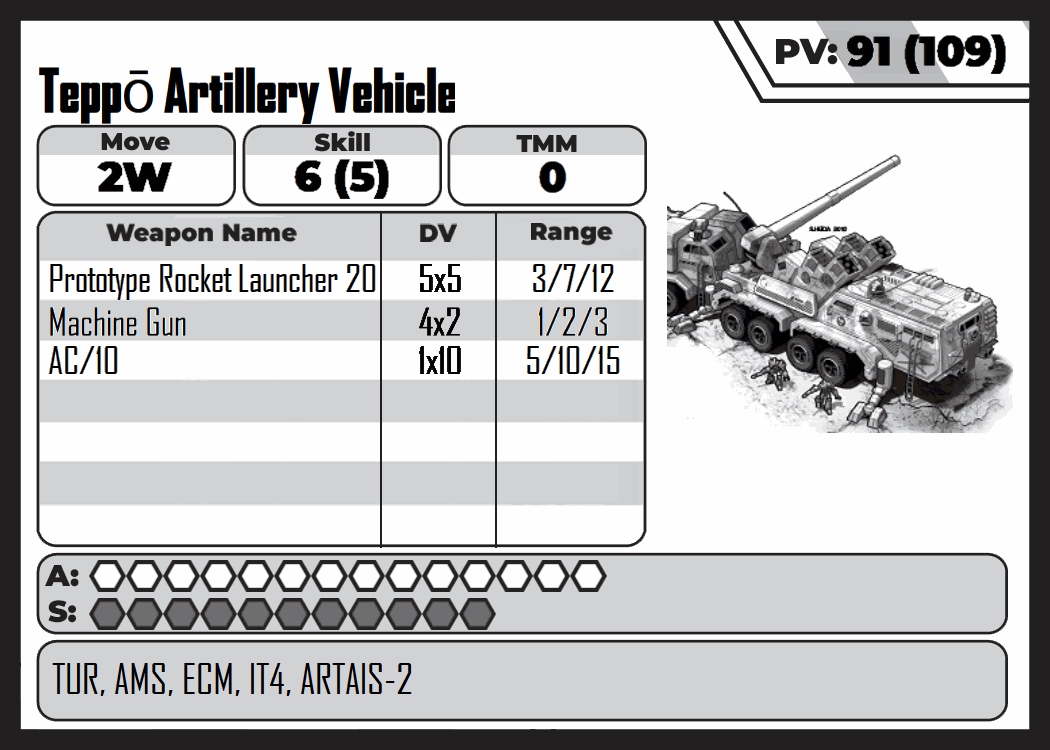 PV: 91 (109)
Teppō Artillery Vehicle
Move Skill TMM
2W 6 (5) 0
Weapon Name DV Range
Prototype Rocket Launcher 20 5x5 3/7/12
Machine Gun 4x2 1/2/3
AC/10 1x10 5/10/15
A:
S:
TUR, AMS, ECM, IT4, ARTAIS-2